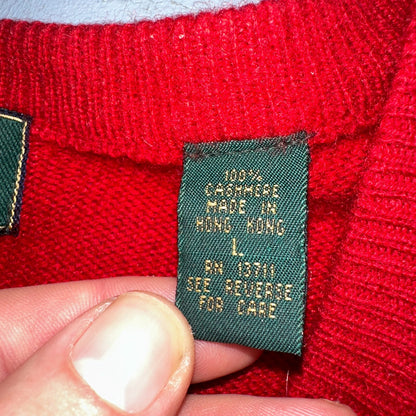 100%
CASHMERE
MADE IN
HONG KONG
L
RN 13711
SEE REVERSE
FOR CARE